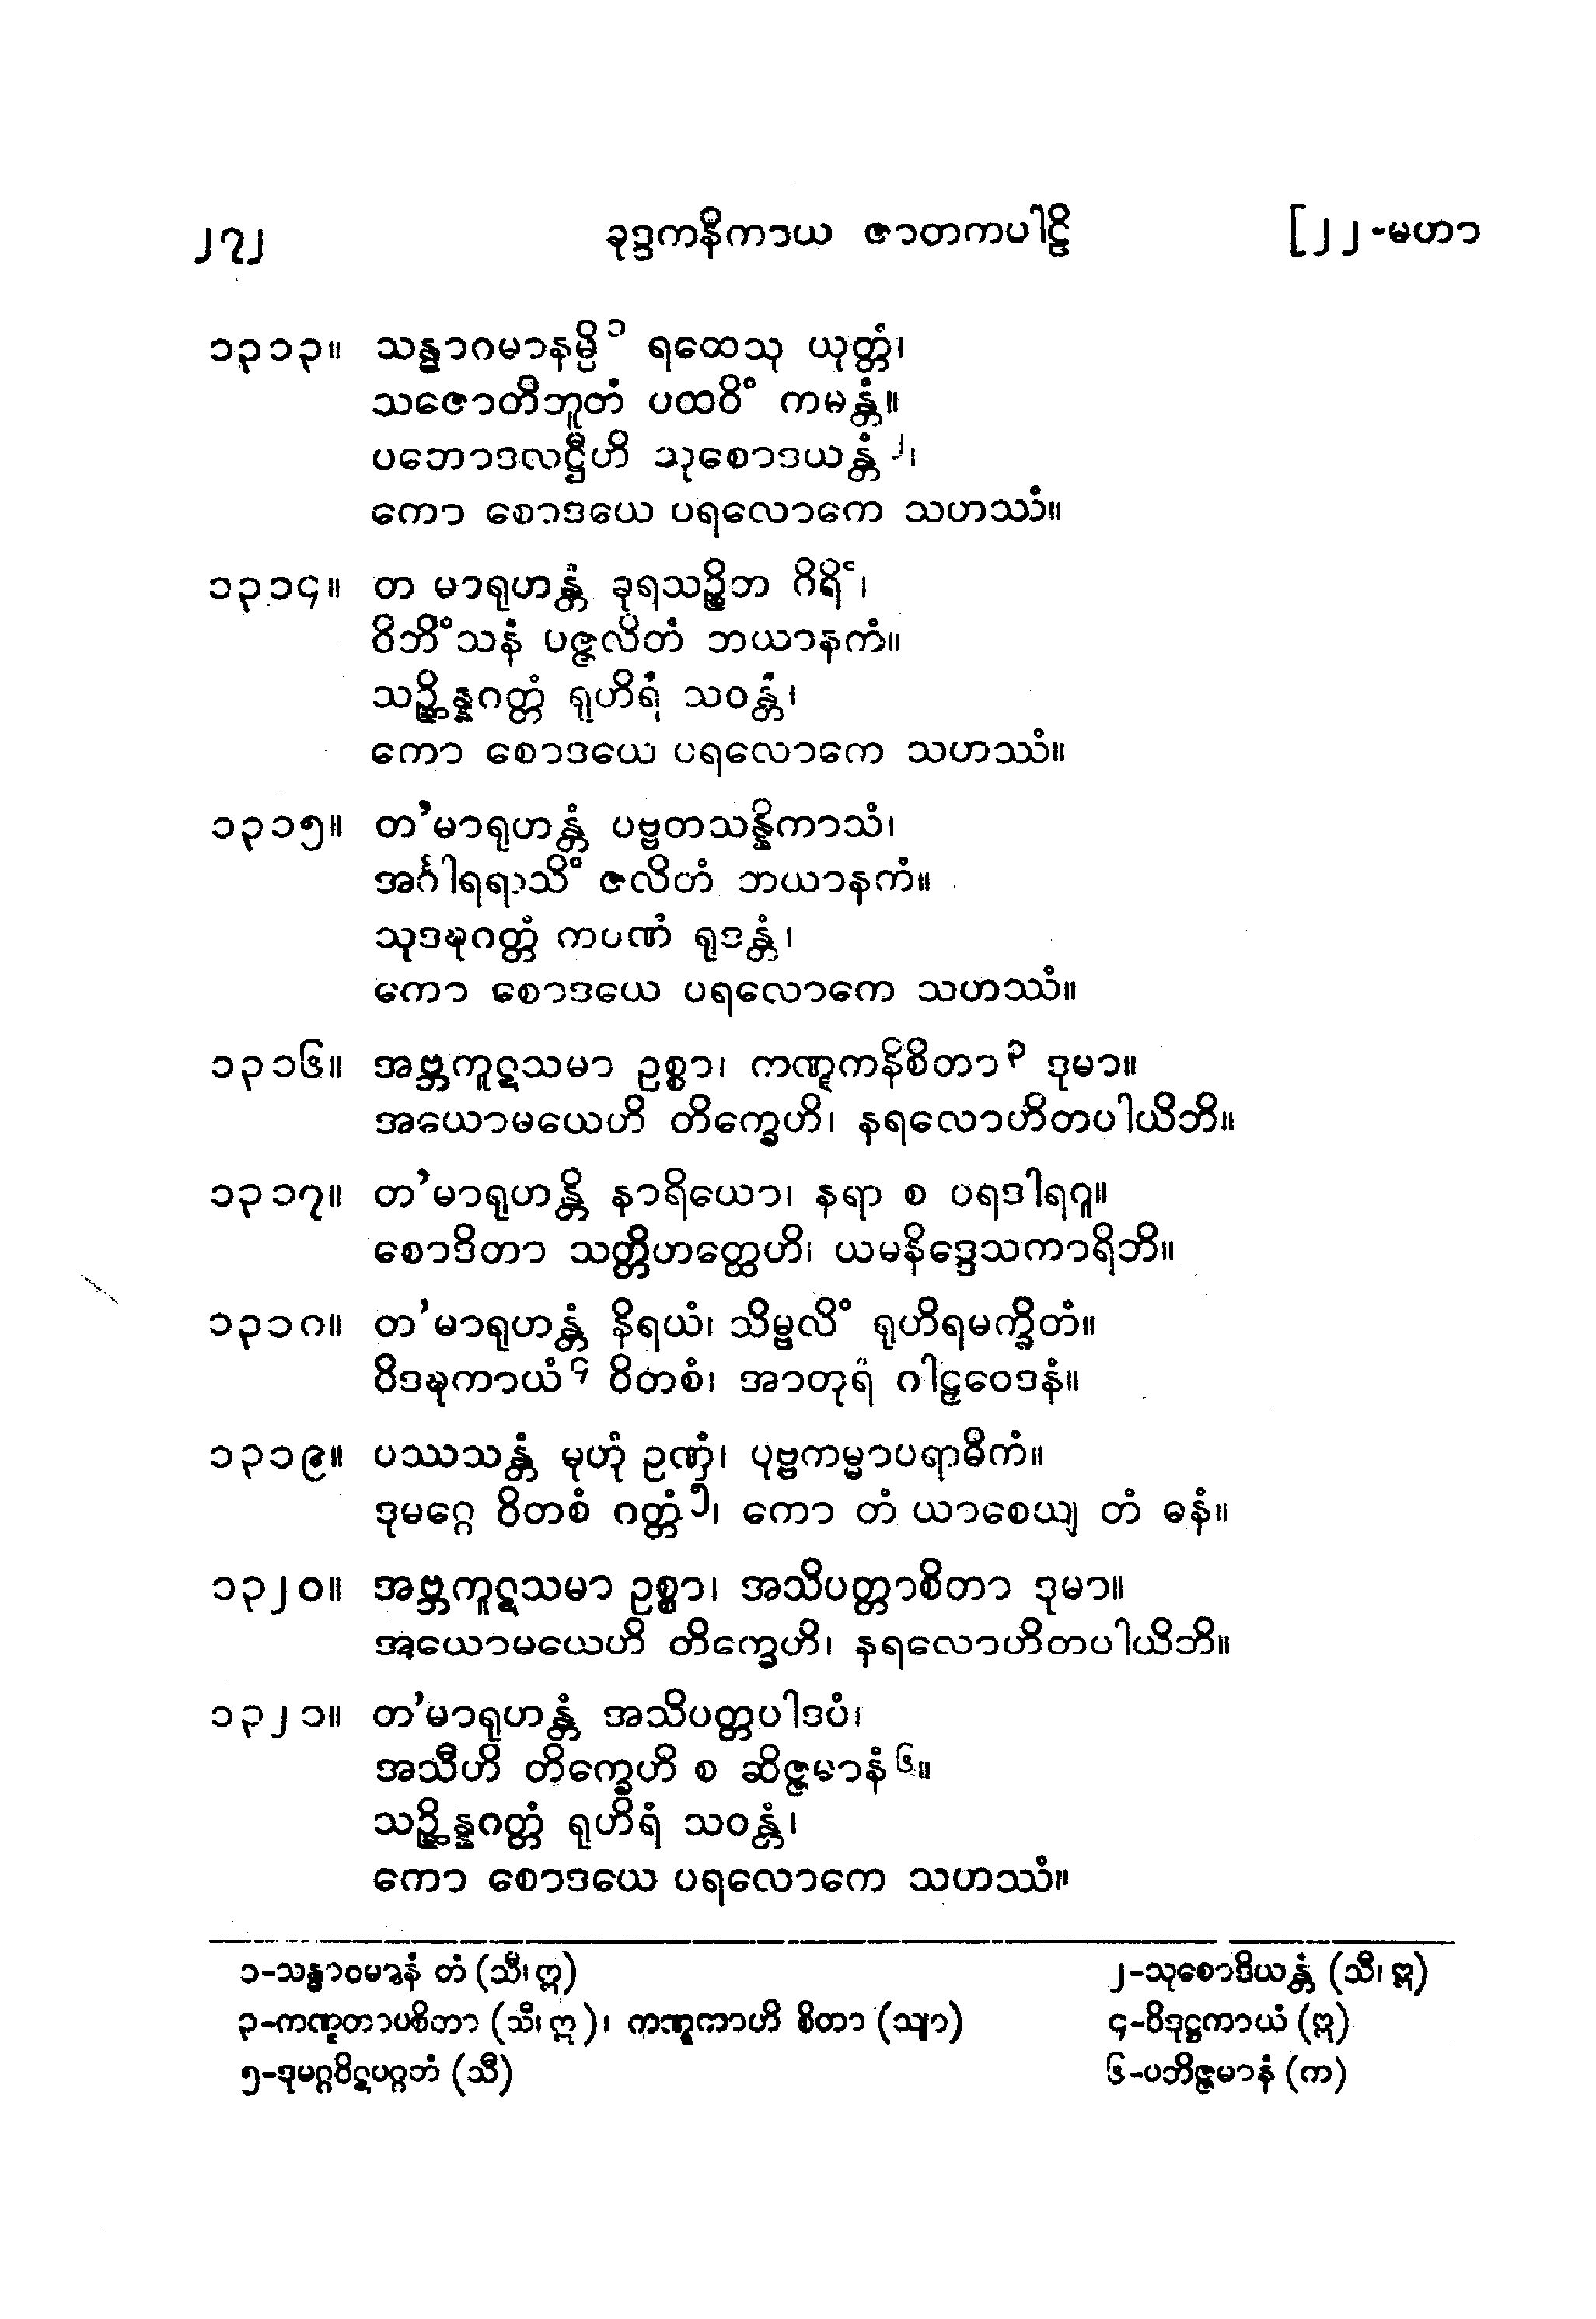 ၂၇၂ ခုဒ္ဒကနိကာယ ဇာတကပါဠိ [၂၂-မဟာ
၁၃၁၃။ သန္ဓာဂမာနမ္ပိ ၁ ရထေသု ယုတ္တံ၊
သဇောတိဘူတံ ပထဝိံ ကမန္တံ။
ပတောဒလဋ္ဌီဟိ သုစောဒယန္တံ ၂၊
ကော စောဒယေ ပရလောကေ သဟဿံ။
၁၃၁၄။ တ မာရုဟန္တံ ခုရသဉ္စိတ ဂိရိံ၊
ဝိဘိံသနံ ပဇ္ဇလိတံ ဘယာနကံ။
သဉ္ဆိန္နဂတ္တံ ရုဟိရံ သဝန္တံ၊
ကော စောဒယေ ပရလောကေ သဟဿံ။
၁၃၁၅။ တ’မာရုဟန္တံ ပဗ္ဗတသန္နိကာသံ၊
အင်္ဂါရရာသိံ ဇလိတံ ဘယာနကံ။
သုဒဍ္ဎဂတ္တံ ကပဏံ ရုဒန္တံ၊
ကော စောဒယေ ပရလောကေ သဟဿံ။
၁၃၁၆။ အဗ္ဘကူဋသမာ ဥစ္စာ၊ ကဏ္ဋကနိစိတာ ၃ ဒုမာ။
အယောမယေဟိ တိက္ခေဟိ၊ နရလောဟိတပါယိဘိ။
၁၃၁၇။ တ’မာရုဟန္တိ နာရိယော၊ နရာ စ ပရဒါရဂူ။
စောဒိတာ သတ္တိဟတ္ထေဟိ၊ ယမနိဒ္ဒေသကာရိဘိ။
၁၃၁၈။ တ’မာရုဟန္တံ နိရယံ၊ သိမ္ဗလိံ ရုဟိရမက္ခိတံ။
ဝိဒဍ္ဎကာယံ ၄ ဝိတစံ၊ အာတုရံ ဂါဠှဝေဒနံ။
၁၃၁၉။ ပဿသန္တံ မုဟုံ ဥဏှံ၊ ပုဗ္ဗကမ္မာပရာဓိကံ။
ဒုမဂ္ဂေ ဝိတစံ ဂတ္တံ ၅၊ ကော တံ ယာစေယျ တံ ဓနံ။
၁၃၂၀။ အဗ္ဘကူဋသမာ ဥစ္စာ၊ အသိပတ္တာစိတာ ဒုမာ။
အယောမယေဟိ တိက္ခေဟိ၊ နရလောဟိတပါယိဘိ။
၁၃၂၁။ တ’မာရုဟန္တံ အသိပတ္တပါဒပံ၊
အသီဟိ တိက္ခေဟိ စ ဆိဇ္ဇမာနံ ၆။
သဉ္ဆိန္နဂတ္တံ ရုဟိရံ သဝန္တံ၊
ကော စောဒယေ ပရလောကေ သဟဿံ။
၁-သန္ဓာဝမာနံ တံ (သီ၊ ဣ) ၂-သုစောဒိယန္တံ (သီ၊ ဣ)
၃-ကဏ္ဋတာပစိတာ (သီ၊ ဣ)၊ ကဏ္ဋကာဟိ စိတာ (သျာ) ၄-ဝိဒုဋ္ဌကာယံ (ဣ)
၅-ဒုမဂ္ဂဝိဋပဂ္ဂတံ (သီ) ၆-ပဘိဇ္ဇမာနံ (က)